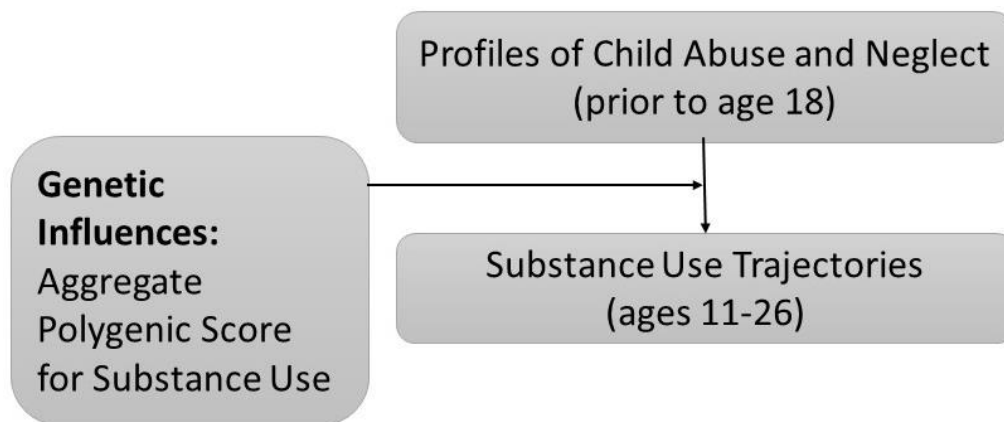 Profiles of Child Abuse and Neglect
(prior to age 18)
Genetic
Influences:
Aggregate
Polygenic Score
for Substance Use
Substance Use Trajectories
(ages 11-26)